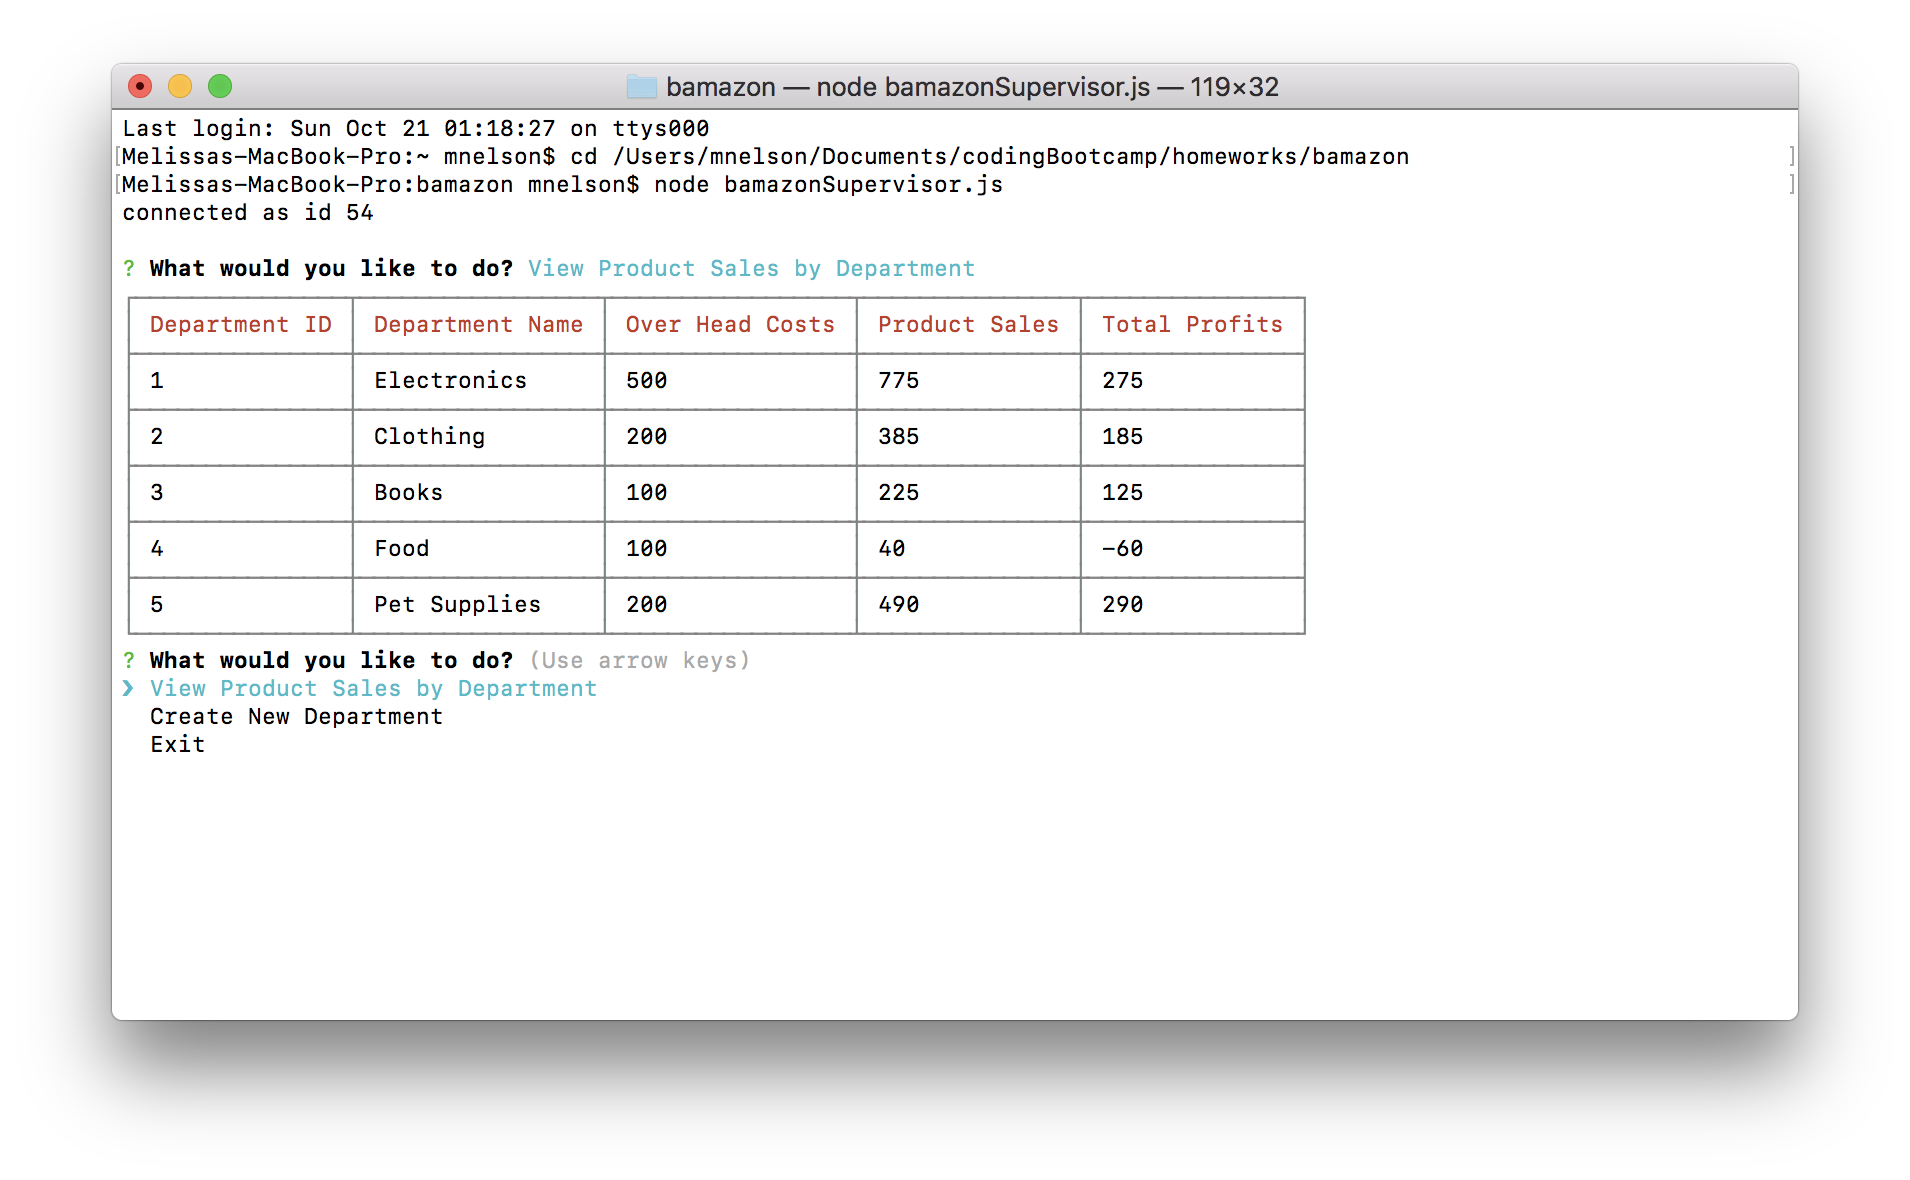 bamazon — node bamazonSupervisor.js — 119×32
Last login: Sun Oct 21 01:18:27 on ttys000
[Melissas-MacBook-Pro:~ mnelson$ cd /Users/mnelson/Documents/codingBootcamp/homeworks/bamazon ]
[Melissas-MacBook-Pro:bamazon mnelson$ node bamazonSupervisor.js ]
connected as id 54
? What would you like to do? View Product Sales by Department
Department ID Department Name Over Head Costs Product Sales Total Profits
1 Electronics 500 775 275
2 Clothing 200 385 185
3 Books 100 225 125
4 Food 100 40 -60
5 Pet Supplies 200 490 290
? What would you like to do? (Use arrow keys)
❯ View Product Sales by Department
Create New Department
Exit